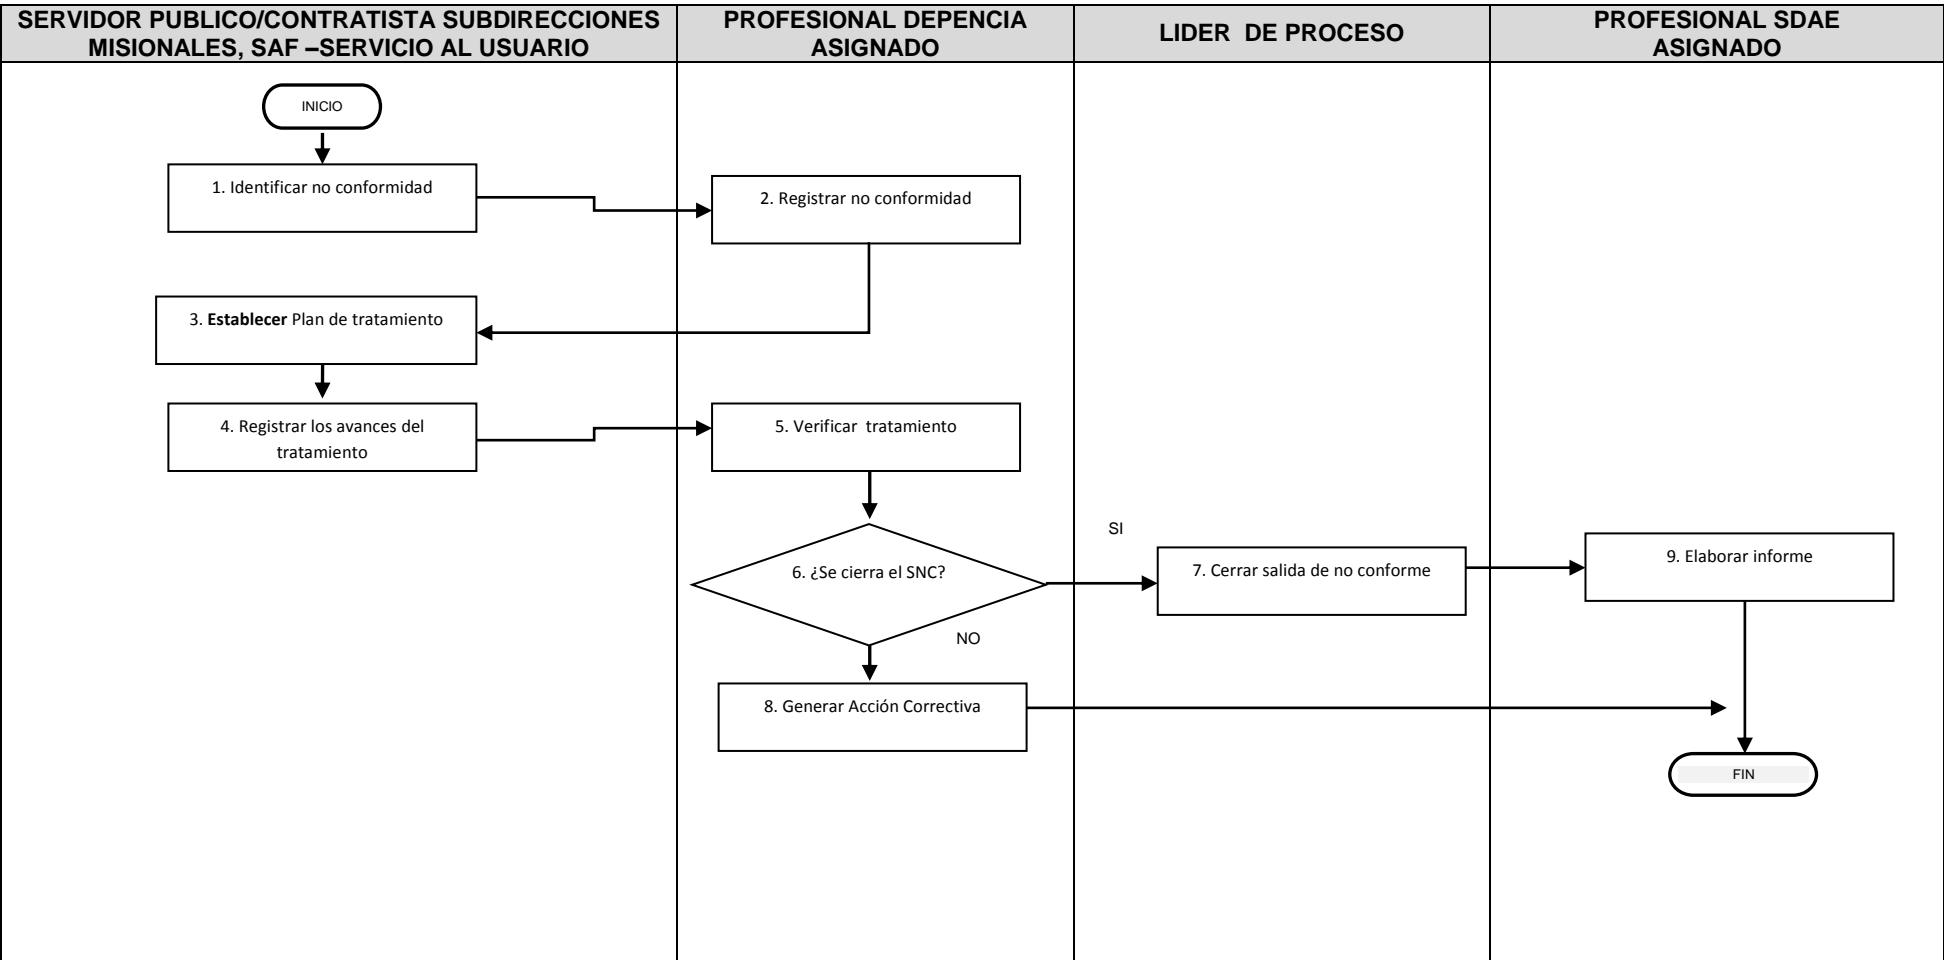 SERVIDOR PUBLICO/CONTRATISTA SUBDIRECCIONES
MISIONALES, SAF –SERVICIO AL USUARIO
PROFESIONAL DEPENCIA
ASIGNADO
LIDER DE PROCESO
PROFESIONAL SDAE
ASIGNADO
INICIO
1. Identificar no conformidad
2. Registrar no conformidad
3. Establecer Plan de tratamiento
4. Registrar los avances del
tratamiento
5. Verificar tratamiento
6. ¿Se cierra el SNC?
SI
7. Cerrar salida de no conforme
9. Elaborar informe
NO
8. Generar Acción Correctiva
FIN